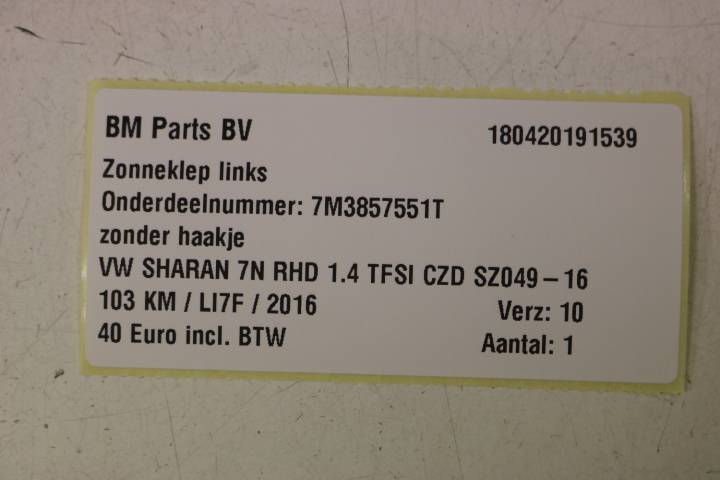 BM Parts BV 180420191539
Zonneklep links
Onderdeelnummer: 7M3857551T
zonder haakje
VW SHARAN 7N RHD 1.4 TFSI CZD SZ049-16
103 KM / LI7F / 2016 Verz: 10
40 Euro incl. BTW Aantal: 1